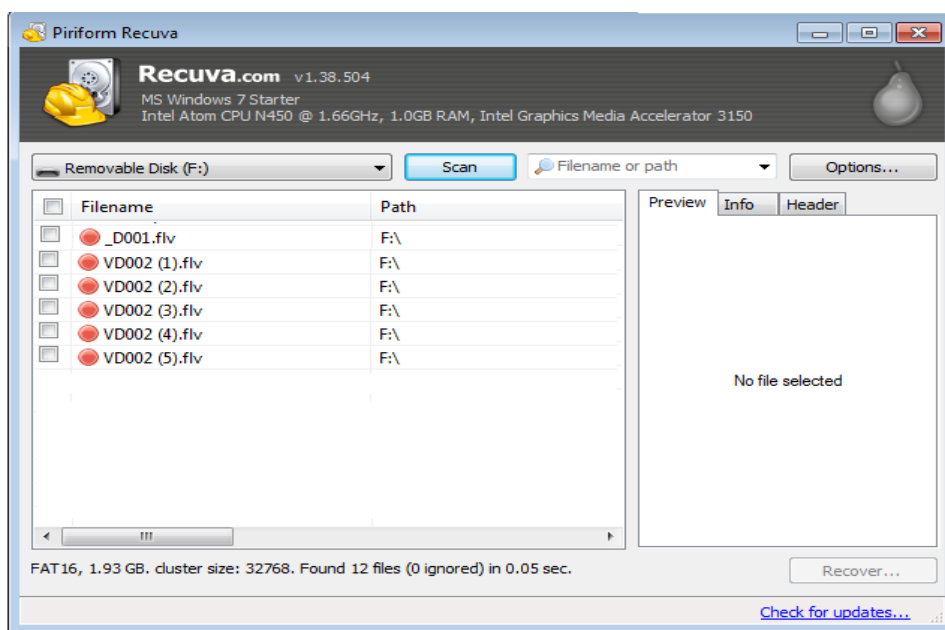 Piriform Recuva
Recuva.com v1.38.504
MS Windows 7 Starter
Intel Atom CPU N450 @ 1.66GHz, 1.0GB RAM, Intel Graphics Media Accelerator 3150
Removable Disk (F:)
Scan
Filename or path
Options...
Filename Path
_D001.flv F:\
VD002 (1).flv F:\
VD002 (2).flv F:\
VD002 (3).flv F:\
VD002 (4).flv F:\
VD002 (5).flv F:\
Preview Info Header
No file selected
FAT16, 1.93 GB. cluster size: 32768. Found 12 files (0 ignored) in 0.05 sec.
Recover...
Check for updates...